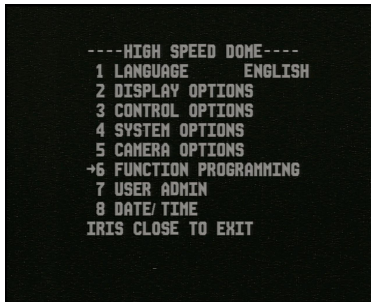 ----HIGH SPEED DOME----
1 LANGUAGE ENGLISH
2 DISPLAY OPTIONS
3 CONTROL OPTIONS
4 SYSTEM OPTIONS
5 CAMERA OPTIONS
→6 FUNCTION PROGRAMMING
7 USER ADMIN
8 DATE/ TIME
IRIS CLOSE TO EXIT